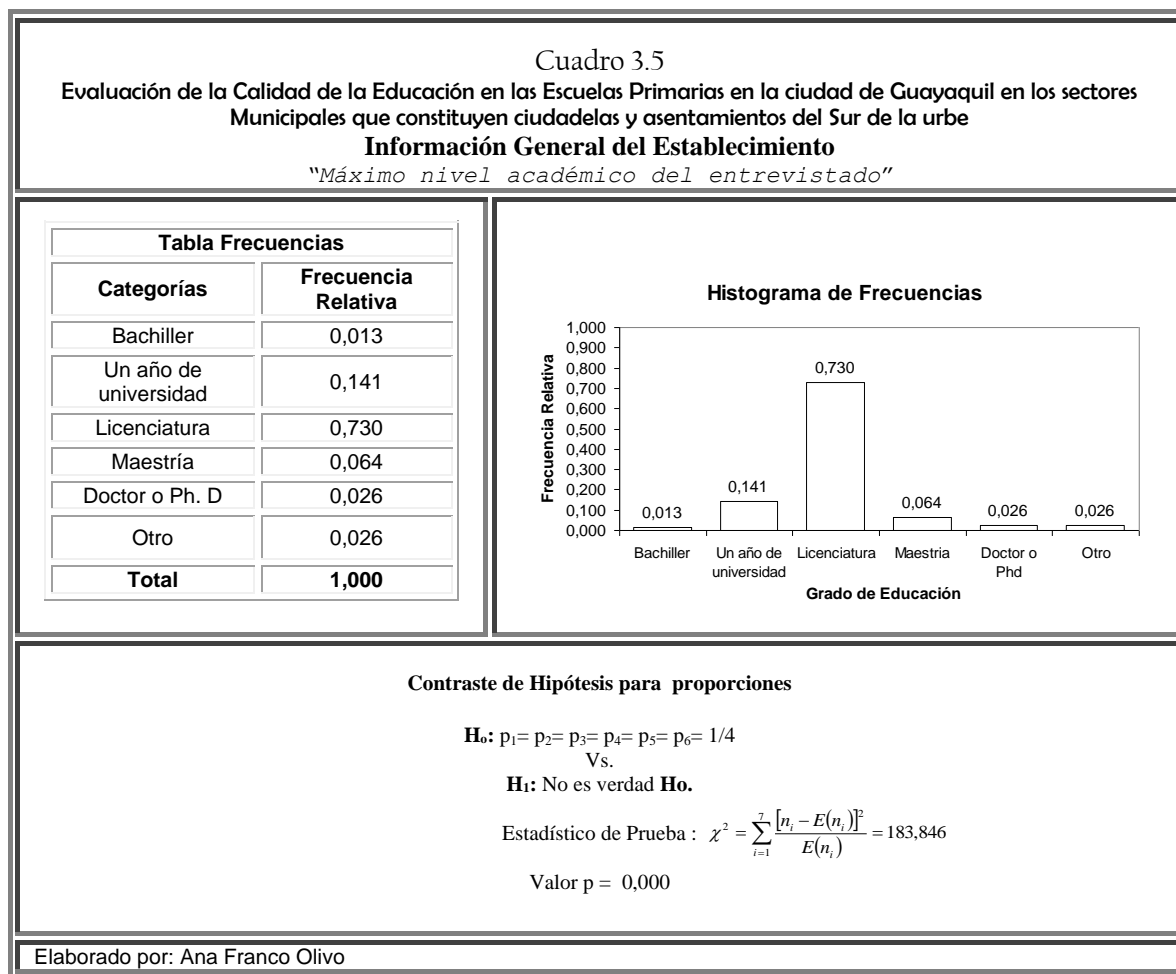 Cuadro 3.5
Evaluación de la Calidad de la Educación en las Escuelas Primarias en la ciudad de Guayaquil en los sectores
Municipales que constituyen ciudadelas y asentamientos del Sur de la urbe
Información General del Establecimiento
“Máximo nivel académico del entrevistado”
Tabla Frecuencias
Categorías Frecuencia Relativa
Bachiller 0,013
Un año de universidad 0,141
Licenciatura 0,730
Maestría 0,064
Doctor o Ph. D 0,026
Otro 0,026
Total 1,000
Histograma de Frecuencias
Frecuencia Relativa
1,000
0,900
0,800
0,700
0,600
0,500
0,400
0,300
0,200
0,100
0,000
0,013 0,141 0,730 0,064 0,026 0,026
Bachiller Un año de universidad Licenciatura Maestria Doctor o Phd Otro
Grado de Educación
Contraste de Hipótesis para proporciones
Ho: p1= p2= p3= p4= p5= p6= 1/4
Vs.
H1: No es verdad Ho.
Estadístico de Prueba : χ² = ∑_{i=1}^{7} [n_i − E(n_i)]² / E(n_i) = 183,846
Valor p = 0,000
Elaborado por: Ana Franco Olivo